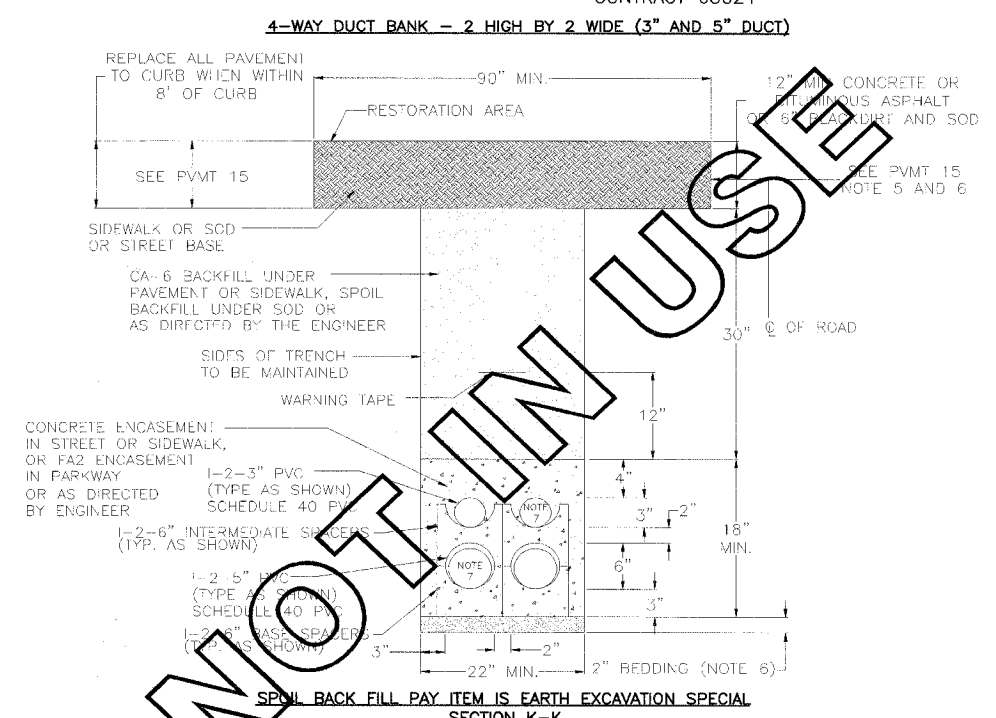 4-WAY DUCT BANK - 2 HIGH BY 2 WIDE (3" AND 5" DUCT)
REPLACE ALL PAVEMENT
TO CURB WHEN WITHIN
8' OF CURB
90" MIN.
12" MIN CONCRETE OR
BITUMINOUS ASPHALT
OR 6" BLACKDIRT AND SOD
RESTORATION AREA
SEE PVMT 15
SEE PVMT 15
NOTE 5 AND 6
SIDEWALK OR SOD
OR STREET BASE
CA-6 BACKFILL UNDER
PAVEMENT OR SIDEWALK, SPOIL
BACKFILL UNDER SOD OR
AS DIRECTED BY THE ENGINEER
30"
℄ OF ROAD
SIDES OF TRENCH
TO BE MAINTAINED
WARNING TAPE
12"
CONCRETE ENCASEMENT
IN STREET OR SIDEWALK,
OR FA2 ENCASEMENT
IN PARKWAY
OR AS DIRECTED
BY ENGINEER
1-2-3" PVC
(TYPE AS SHOWN)
SCHEDULE 40 PVC
4"
NOTE
7
3"
2"
18"
MIN.
1-2-6" INTERMEDIATE SPACERS
(TYP. AS SHOWN)
1-2-5" PVC
(TYPE AS SHOWN)
SCHEDULE 40 PVC
NOTE
7
6"
3"
1-2-6" BASE SPACERS
(TYP. AS SHOWN)
3"
2"
22" MIN.
2" BEDDING (NOTE 6)
SPOIL BACK FILL PAY ITEM IS EARTH EXCAVATION SPECIAL
SECTION K-K
NOT IN USE